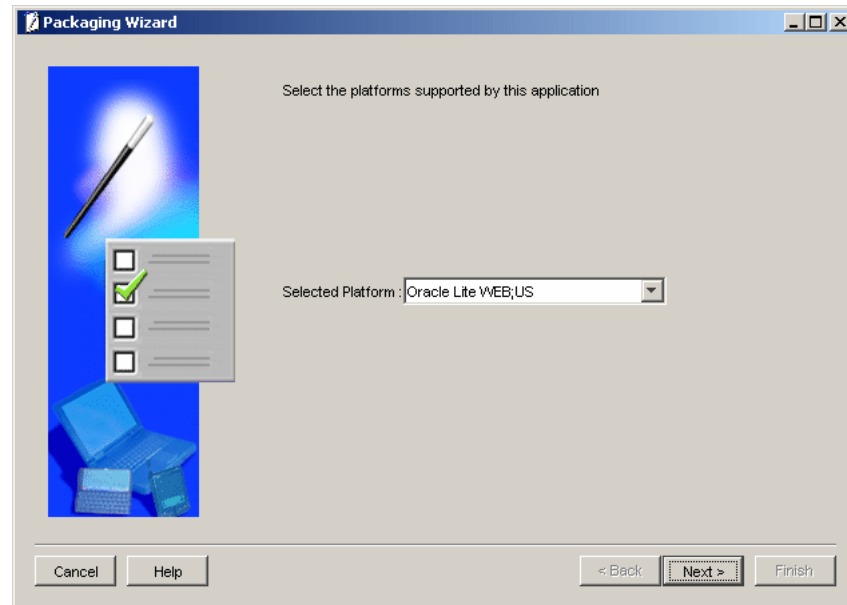 Packaging Wizard
Select the platforms supported by this application
Selected Platform : Oracle Lite WEB;US
Cancel Help < Back Next > Finish